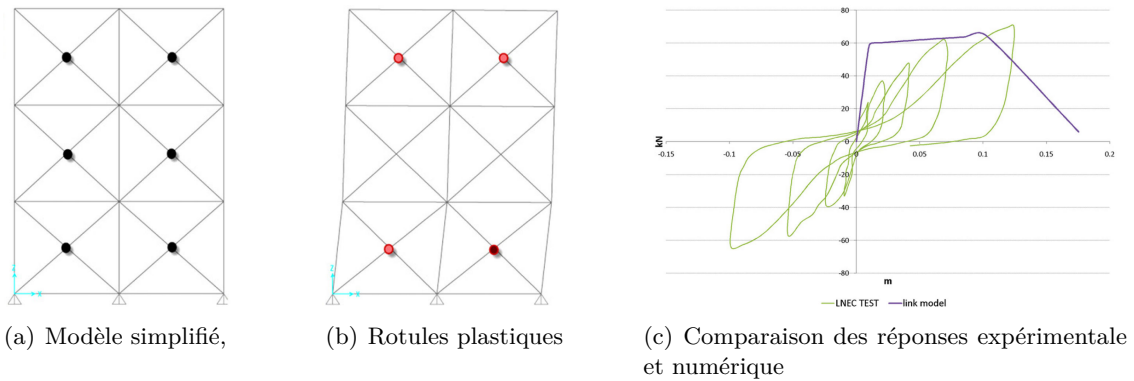 Z
X
Z
X
80
60
40
20
0
-20
-40
-60
-80
-0.15
-0.1
-0.05
0
0.05
0.1
0.15
0.2
kN
m
LNEC TEST
link model
(a) Modèle simplifié,
(b) Rotules plastiques
(c) Comparaison des réponses expérimentale
et numérique